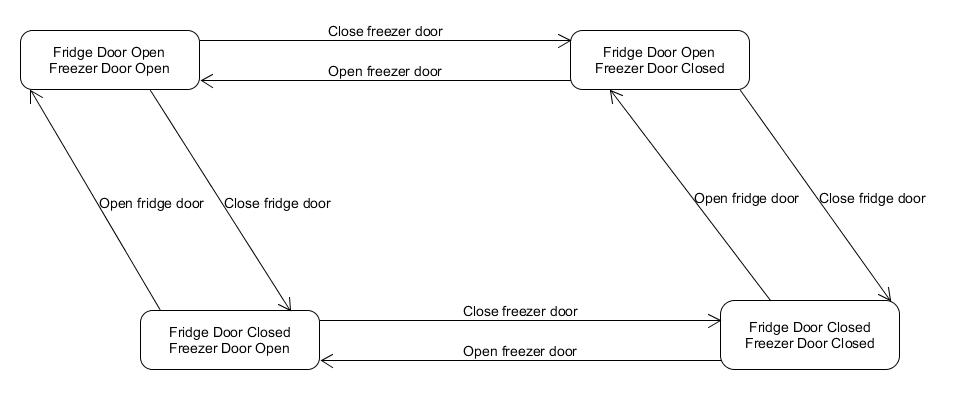 Close freezer door
Fridge Door Open
Freezer Door Open
Fridge Door Open
Freezer Door Closed
Open freezer door
Open fridge door
Close fridge door
Open fridge door
Close fridge door
Close freezer door
Fridge Door Closed
Freezer Door Open
Fridge Door Closed
Freezer Door Closed
Open freezer door